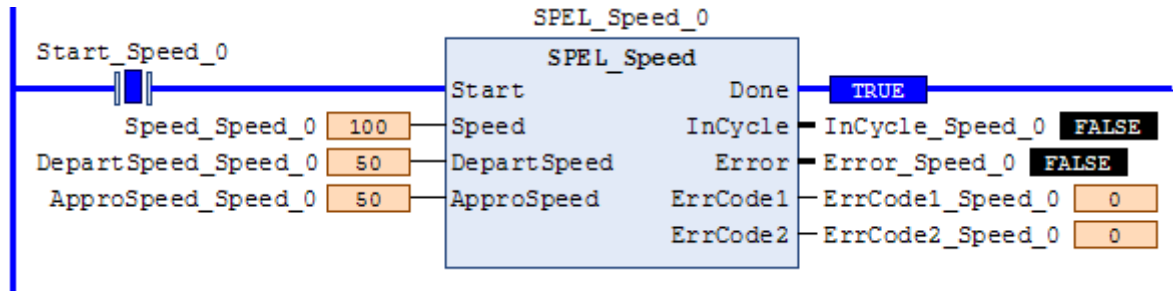 SPEL_Speed_0
Start_Speed_0
SPEL_Speed
Start Done TRUE
Speed_Speed_0 100 Speed InCycle InCycle_Speed_0 FALSE
DepartSpeed_Speed_0 50 DepartSpeed Error Error_Speed_0 FALSE
ApproSpeed_Speed_0 50 ApproSpeed ErrCode1 ErrCode1_Speed_0 0
ErrCode2 ErrCode2_Speed_0 0